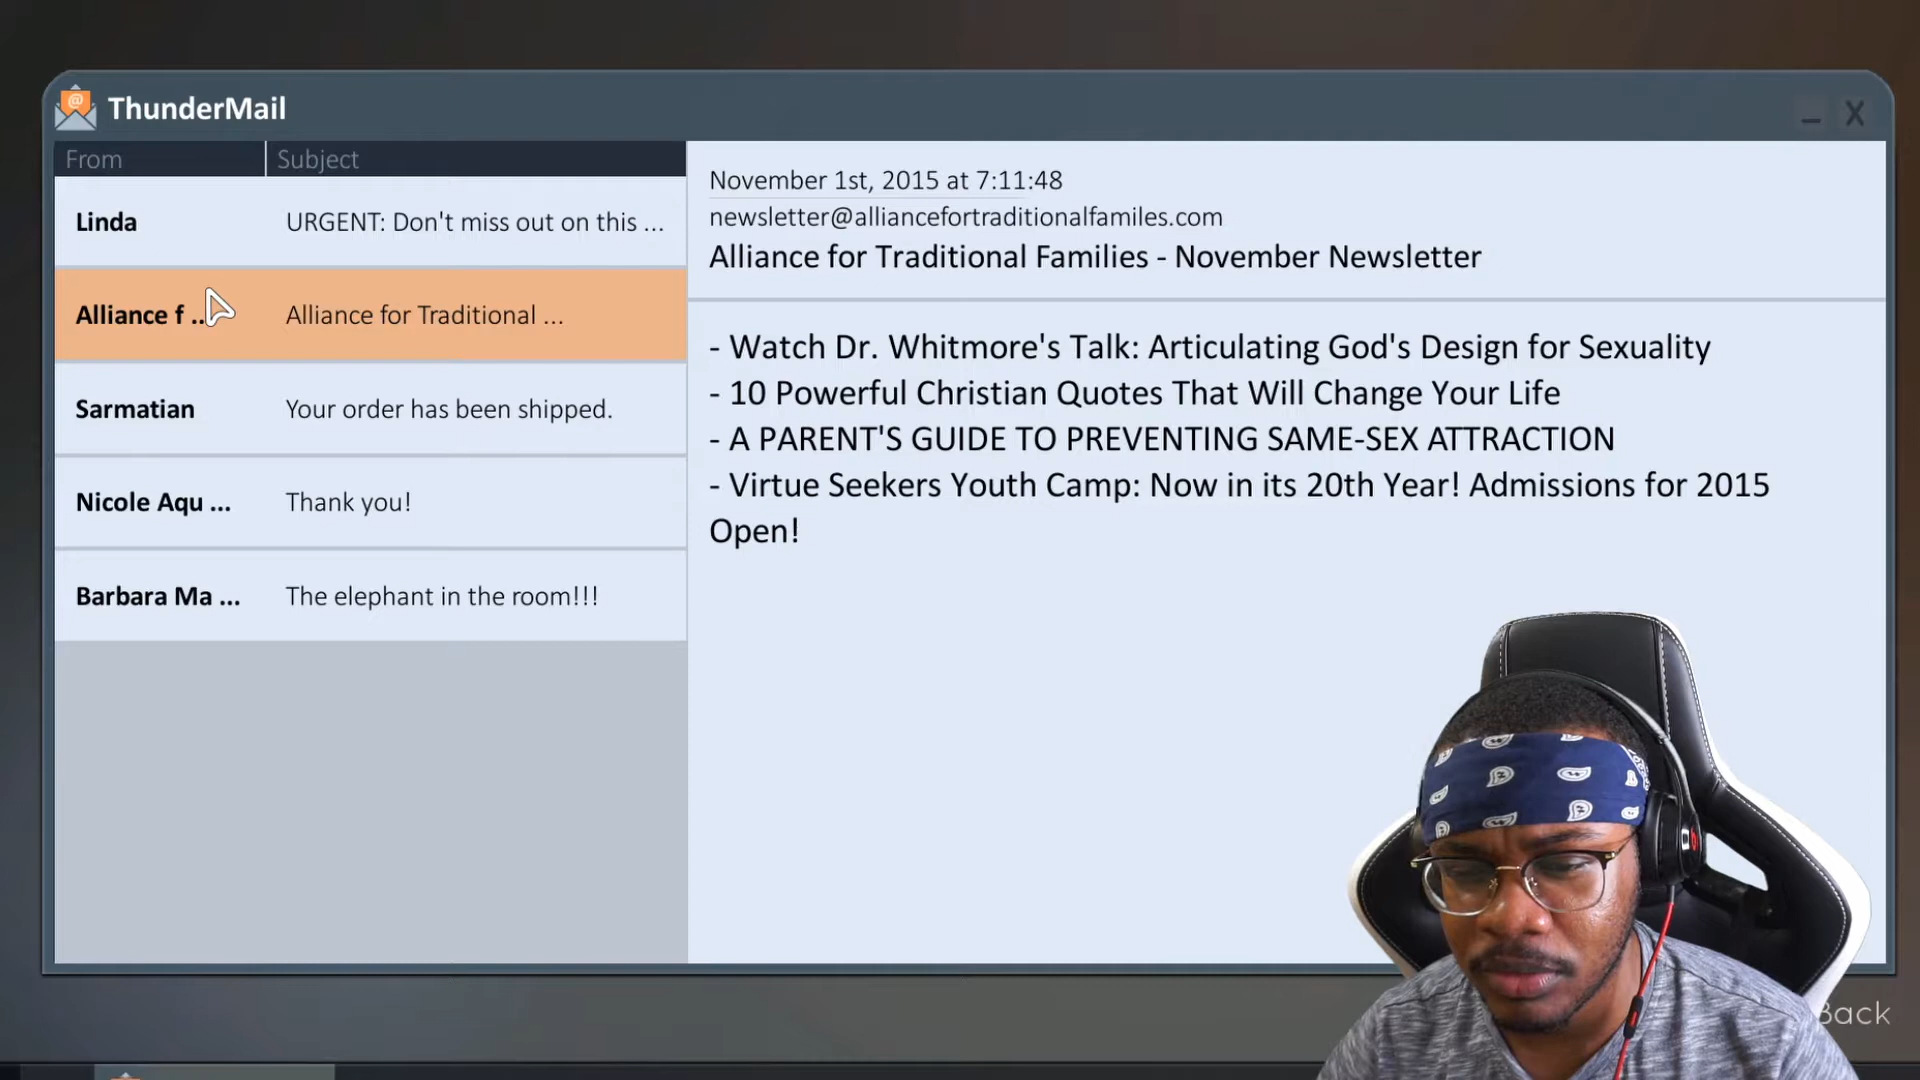 ThunderMail
From Subject
Linda URGENT: Don't miss out on this ...
Alliance f ... Alliance for Traditional ...
Sarmatian Your order has been shipped.
Nicole Aqu ... Thank you!
Barbara Ma ... The elephant in the room!!!
November 1st, 2015 at 7:11:48
newsletter@alliancefortraditionalfamiles.com
Alliance for Traditional Families - November Newsletter
- Watch Dr. Whitmore's Talk: Articulating God's Design for Sexuality
- 10 Powerful Christian Quotes That Will Change Your Life
- A PARENT'S GUIDE TO PREVENTING SAME-SEX ATTRACTION
- Virtue Seekers Youth Camp: Now in its 20th Year! Admissions for 2015
Open!
Back